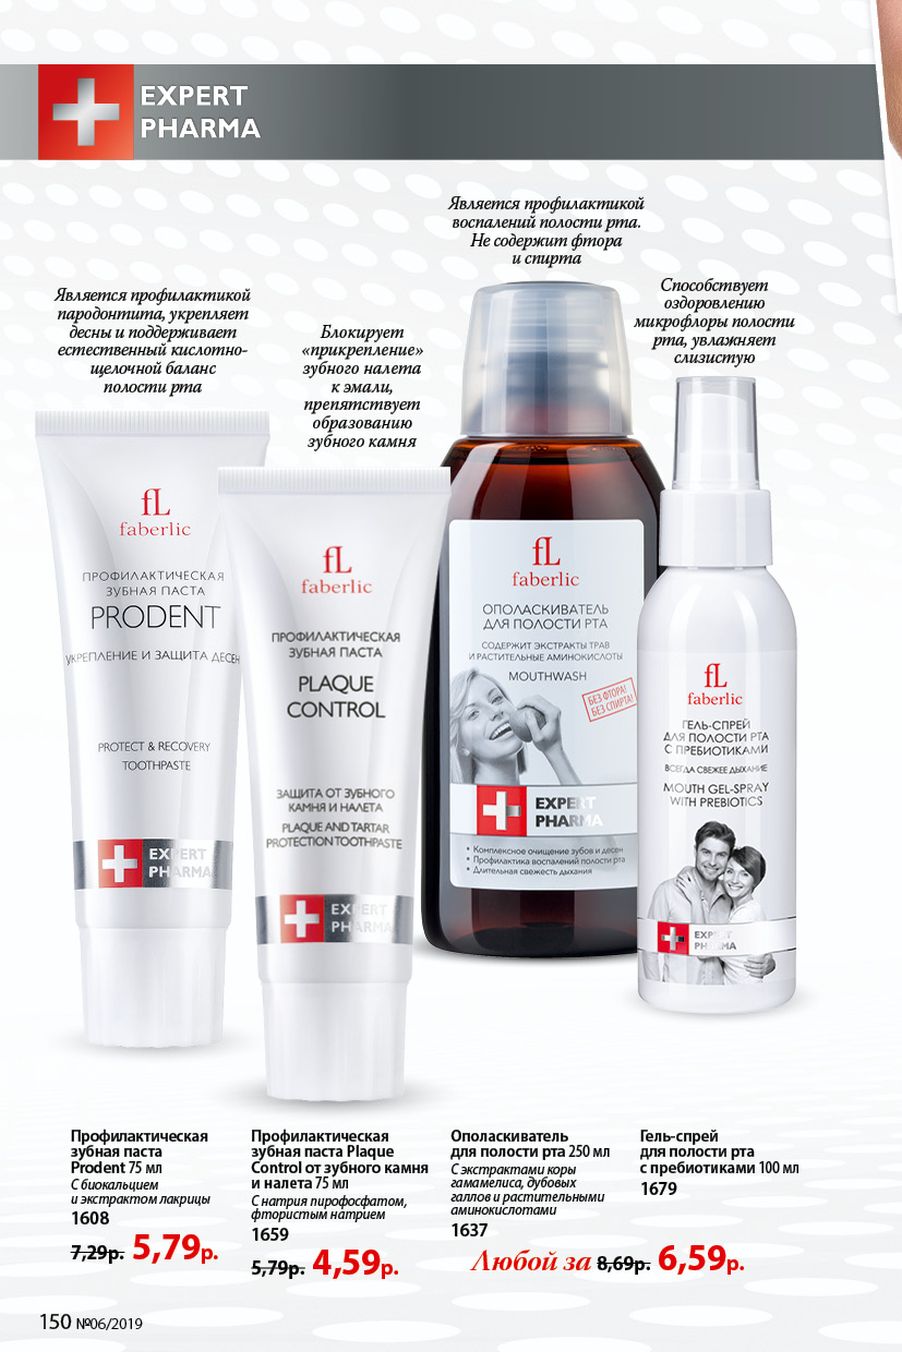 EXPERT
PHARMA
Является профилактикой
воспалений полости рта.
Не содержит фтора
и спирта
Является профилактикой
пародонтита, укрепляет
десны и поддерживает
естественный кислотно-
щелочной баланс
полости рта
Блокирует
«прикрепление»
зубного налета
к эмали,
препятствует
образованию
зубного камня
Способствует
оздоровлению
микрофлоры полости
рта, увлажняет
слизистую
fL
faberlic
ПРОФИЛАКТИЧЕСКАЯ
ЗУБНАЯ ПАСТА
PRODENT
УКРЕПЛЕНИЕ И ЗАЩИТА ДЕСЕН
PROTECT & RECOVERY
TOOTHPASTE
EXPERT
PHARMA
fL
faberlic
ПРОФИЛАКТИЧЕСКАЯ
ЗУБНАЯ ПАСТА
PLAQUE
CONTROL
ЗАЩИТА ОТ ЗУБНОГО
КАМНЯ И НАЛЕТА
PLAQUE AND TARTAR
PROTECTION TOOTHPASTE
EXPERT
PHARMA
fL
faberlic
ОПОЛАСКИВАТЕЛЬ
ДЛЯ ПОЛОСТИ РТА
СОДЕРЖИТ ЭКСТРАКТЫ ТРАВ
И РАСТИТЕЛЬНЫЕ АМИНОКИСЛОТЫ
MOUTHWASH
БЕЗ ФТОРА!
БЕЗ СПИРТА!
EXPERT
PHARMA
• Комплексное очищение зубов и десен
• Профилактика воспалений полости рта
• Длительная свежесть дыхания
fL
faberlic
ГЕЛЬ-СПРЕЙ
ДЛЯ ПОЛОСТИ РТА
С ПРЕБИОТИКАМИ
ВСЕГДА СВЕЖЕЕ ДЫХАНИЕ
MOUTH GEL-SPRAY
WITH PREBIOTICS
EXPERT
PHARMA
Профилактическая
зубная паста
Prodent 75 мл
С биокальцием
и экстрактом лакрицы
1608
7,29р. 5,79р.
Профилактическая
зубная паста Plaque
Control от зубного камня
и налета 75 мл
С натрия пирофосфатом,
фтористым натрием
1659
5,79р. 4,59р.
Ополаскиватель
для полости рта 250 мл
С экстрактами коры
гамамелиса, дубовых
галлов и растительными
аминокислотами
1637
Гель-спрей
для полости рта
с пребиотиками 100 мл
1679
Любой за 8,69р. 6,59р.
150 №06/2019